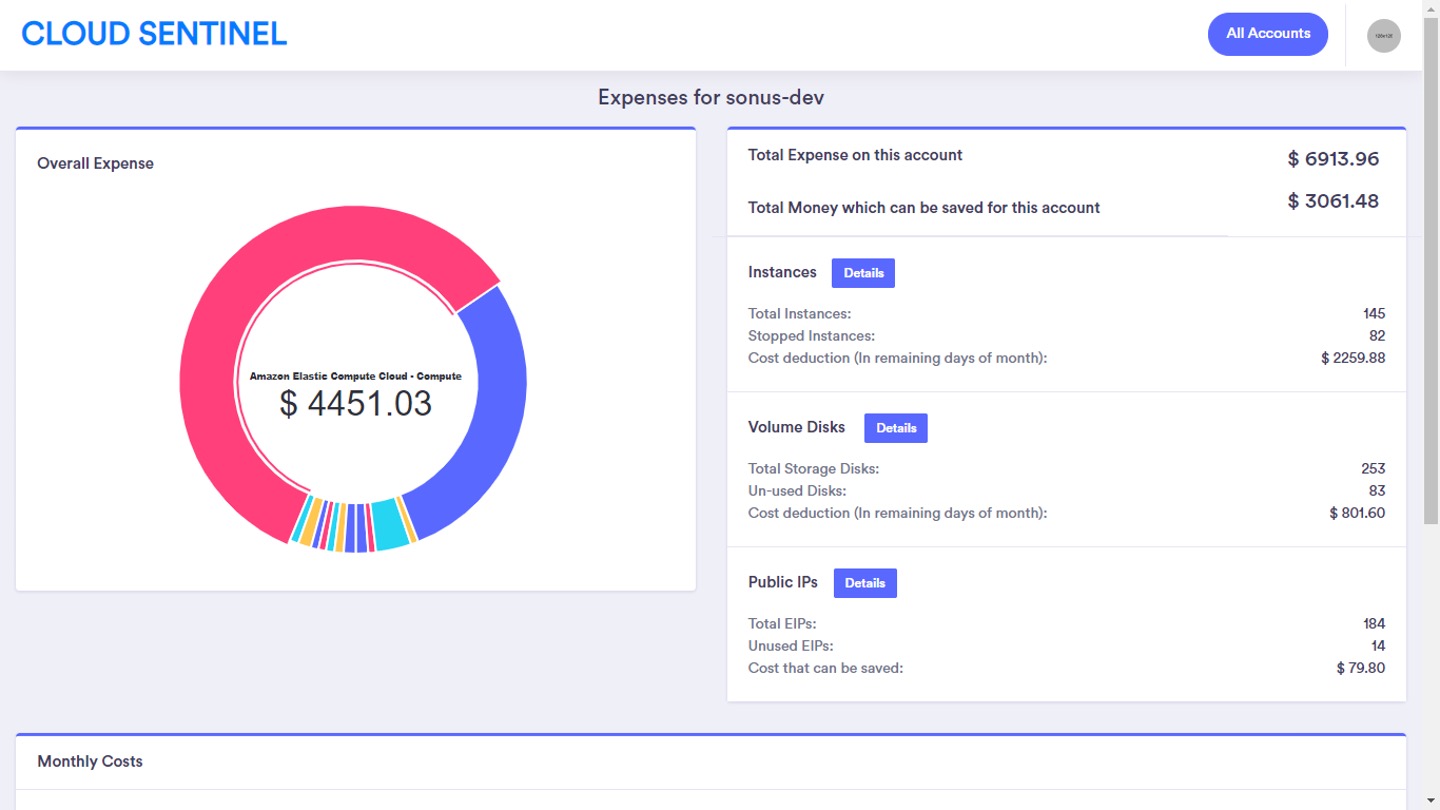 CLOUD SENTINEL
All Accounts
Expenses for sonus-dev
Overall Expense
Amazon Elastic Compute Cloud - Compute
$ 4451.03
Total Expense on this account $ 6913.96
Total Money which can be saved for this account $ 3061.48
Instances Details
Total Instances: 145
Stopped Instances: 82
Cost deduction (In remaining days of month): $ 2259.88
Volume Disks Details
Total Storage Disks: 253
Un-used Disks: 83
Cost deduction (In remaining days of month): $ 801.60
Public IPs Details
Total EIPs: 184
Unused EIPs: 14
Cost that can be saved: $ 79.80
Monthly Costs